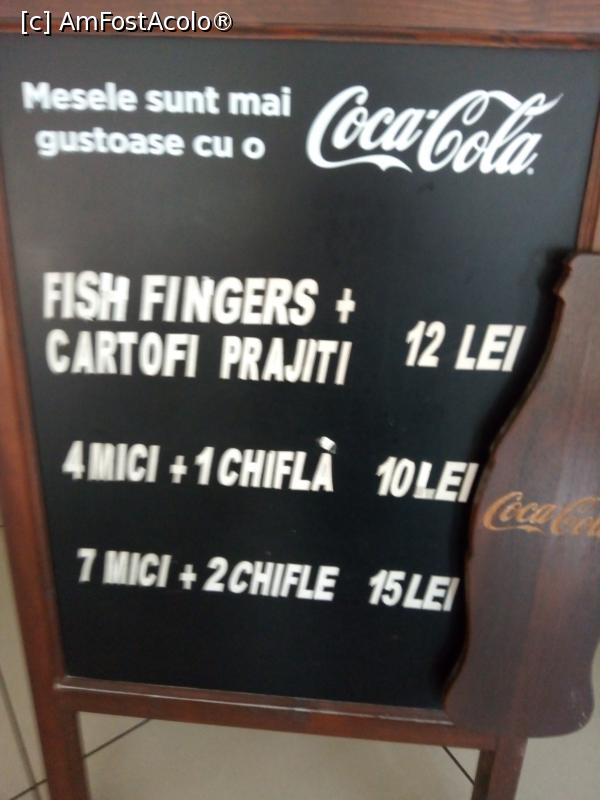 [c] AmFostAcolo®
Mesele sunt mai
gustoase cu o
Coca-Cola
FISH FINGERS +
CARTOFI PRAJITI 12 LEI
4 MICI + 1 CHIFLÀ 10 LEI
7 MICI + 2 CHIFLE 15 LEI
Coca-Cola